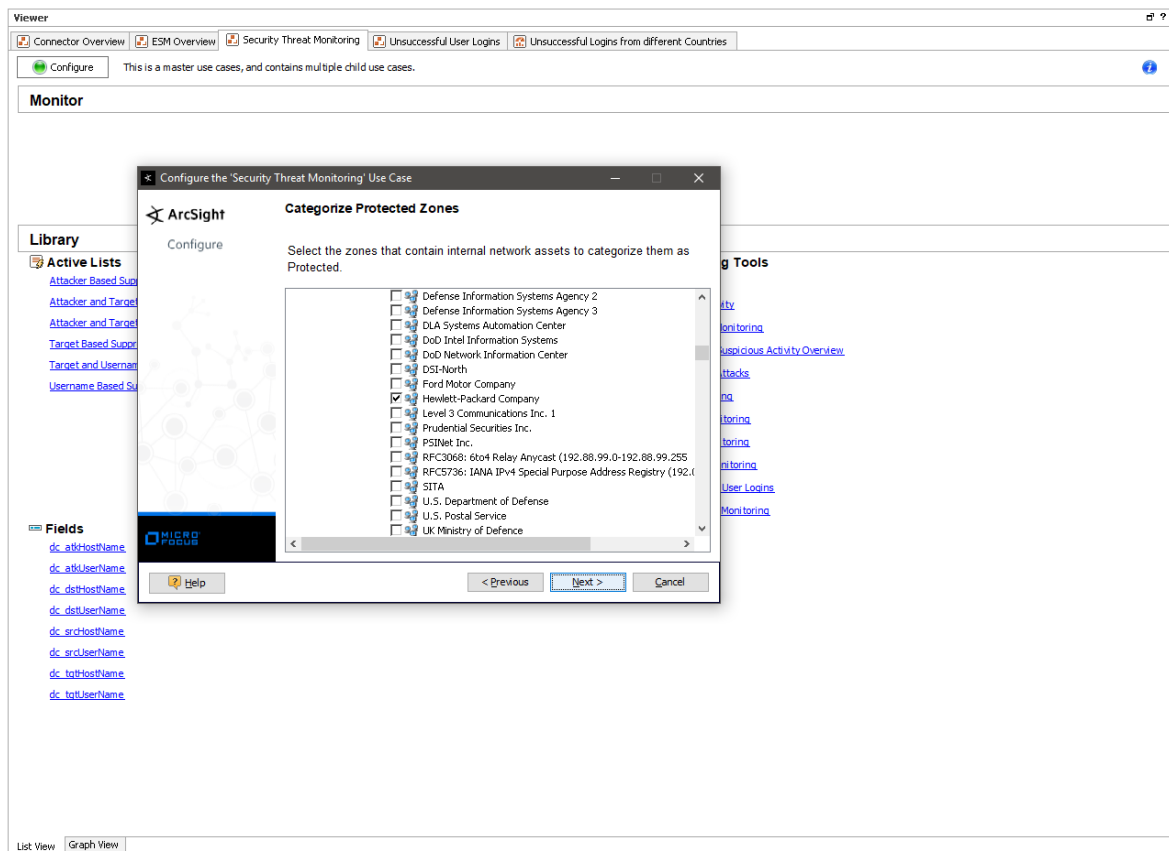 Viewer
Connector Overview ESM Overview Security Threat Monitoring Unsuccessful User Logins Unsuccessful Logins from different Countries
Configure This is a master use cases, and contains multiple child use cases.
Monitor
Configure the 'Security Threat Monitoring' Use Case
ArcSight
Configure
Categorize Protected Zones
Select the zones that contain internal network assets to categorize them as
Protected.
Defense Information Systems Agency 2
Defense Information Systems Agency 3
DLA Systems Automation Center
DoD Intel Information Systems
DoD Network Information Center
DSI-North
Ford Motor Company
Hewlett-Packard Company
Level 3 Communications Inc. 1
Prudential Securities Inc.
PSINet Inc.
RFC3068: 6to4 Relay Anycast (192.88.99.0-192.88.99.255
RFC5736: IANA IPv4 Special Purpose Address Registry (192.(
SITA
U.S. Department of Defense
U.S. Postal Service
UK Ministry of Defence
MICRO FOCUS
Help < Previous Next > Cancel
Library
Active Lists
Attacker Based Supp
Attacker and Target
Attacker and Target
Target Based Suppr
Target and Usernam
Username Based Su
g Tools
ity
onitoring
uspicious Activity Overview
ttacks
ng
itoring
toring
nitoring
User Logins
Monitoring
Fields
dc_atkHostName
dc_atkUserName
dc_dstHostName
dc_dstUserName
dc_srcHostName
dc_srcUserName
dc_tgtHostName
dc_tgtUserName
List View Graph View